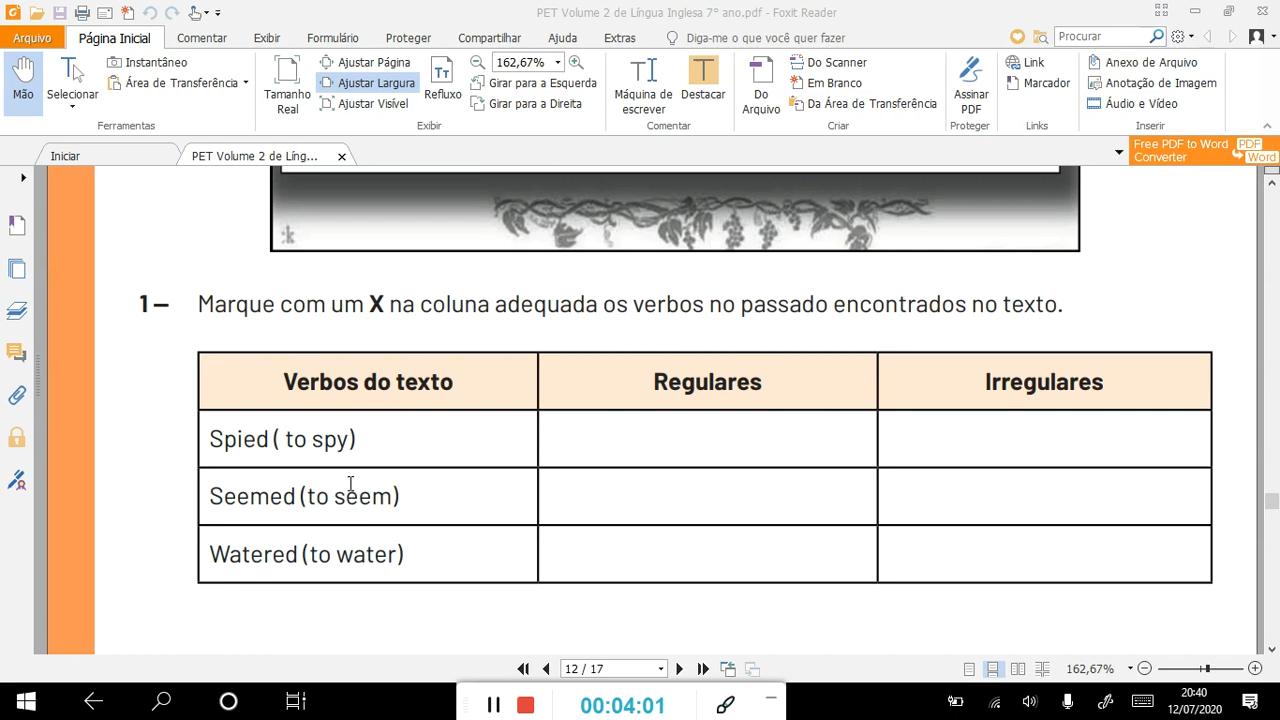 PET Volume 2 de Língua Inglesa 7° ano.pdf - Foxit Reader
Arquivo Página Inicial Comentar Exibir Formulário Proteger Compartilhar Ajuda Extras Diga-me o que você quer fazer Procurar
Mão
Selecionar
Instantâneo
Área de Transferência
Ferramentas
Tamanho Real
Ajustar Página
Ajustar Largura
Ajustar Visível
Refluxo
162,67%
Girar para a Esquerda
Girar para a Direita
Exibir
Máquina de escrever
Destacar
Comentar
Do Arquivo
Do Scanner
Em Branco
Da Área de Transferência
Criar
Assinar PDF
Proteger
Link
Marcador
Links
Anexo de Arquivo
Anotação de Imagem
Áudio e Vídeo
Inserir
Iniciar
PET Volume 2 de Líng...
Free PDF to Word Converter
PDF
Word
1 – Marque com um X na coluna adequada os verbos no passado encontrados no texto.
Verbos do texto Regulares Irregulares
Spied ( to spy)
Seemed (to seem)
Watered (to water)
12 / 17
162,67%
00:04:01
20:40
12/07/2020